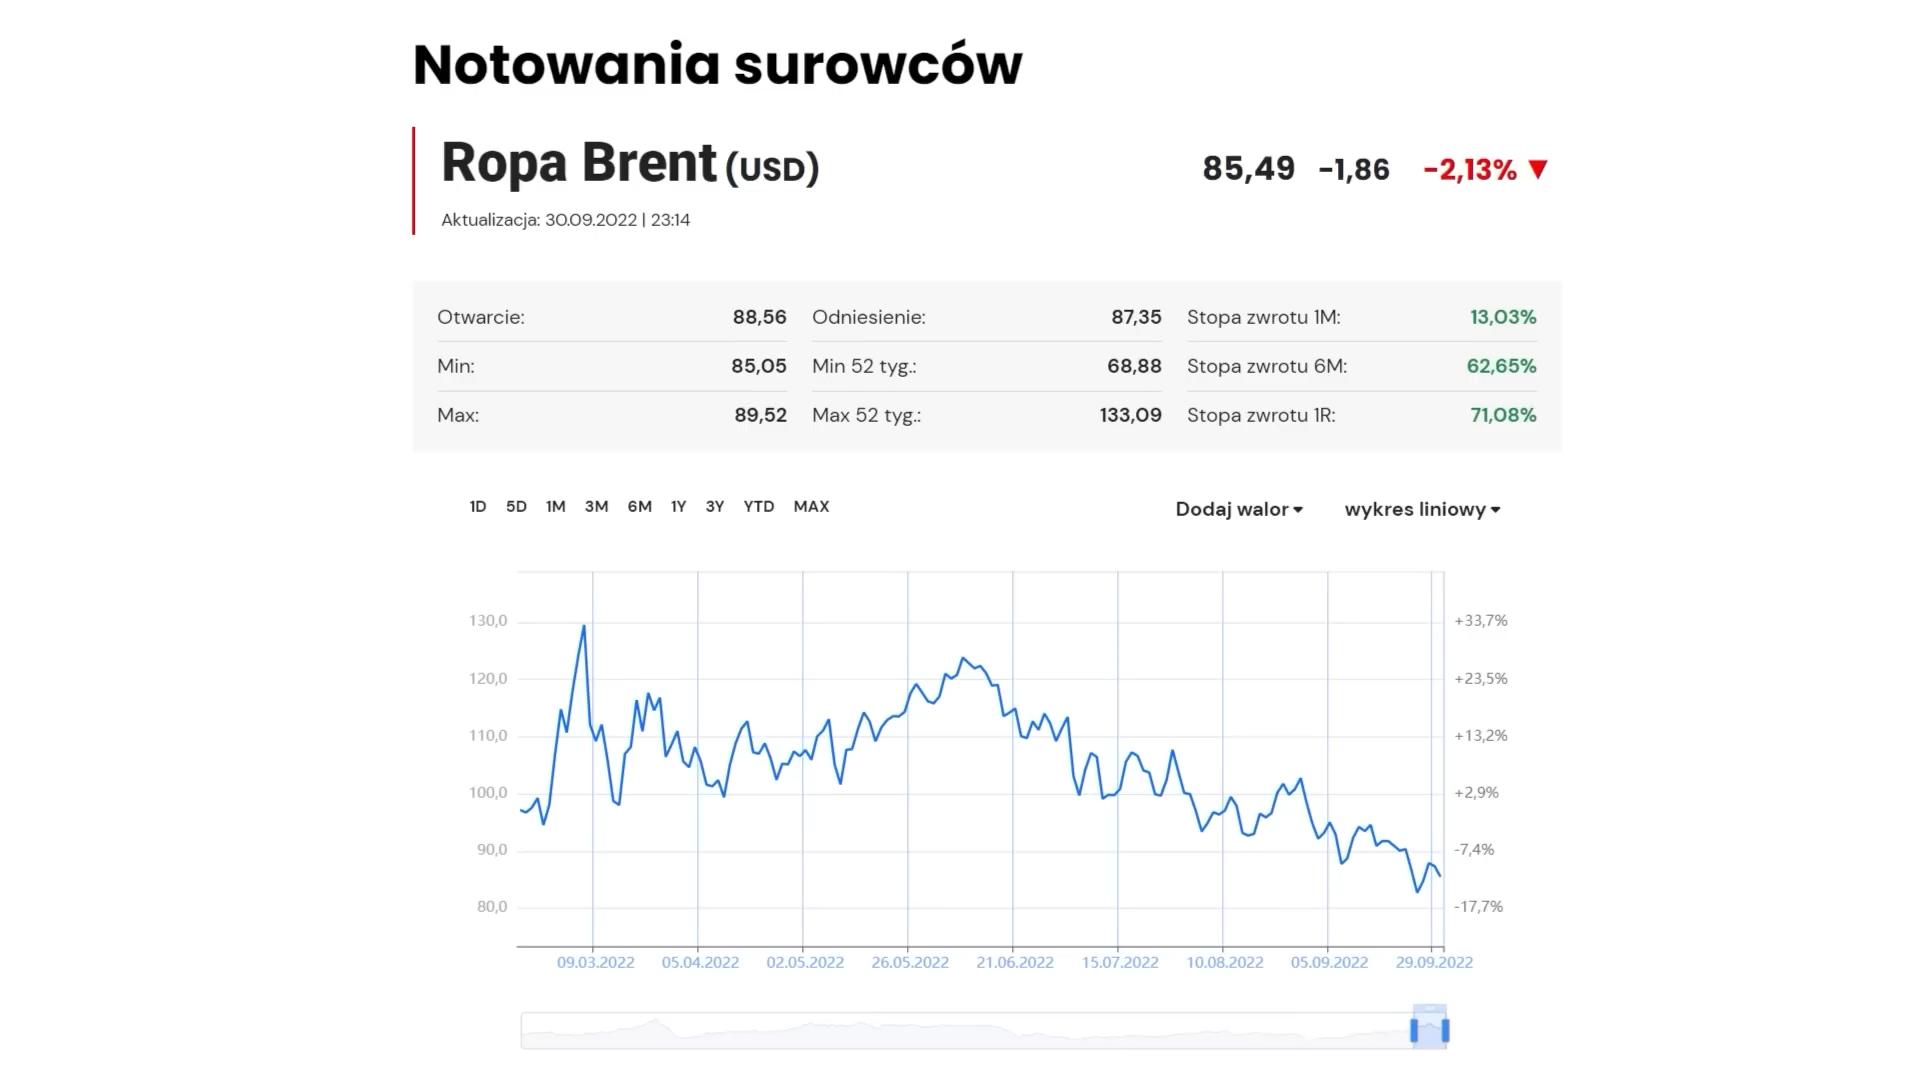 Notowania surowców
Ropa Brent (USD) 85,49 -1,86 -2,13% ▼
Aktualizacja: 30.09.2022 | 23:14
Otwarcie: 88,56 Odniesienie: 87,35 Stopa zwrotu 1M: 13,03%
Min: 85,05 Min 52 tyg.: 68,88 Stopa zwrotu 6M: 62,65%
Max: 89,52 Max 52 tyg.: 133,09 Stopa zwrotu 1R: 71,08%
1D 5D 1M 3M 6M 1Y 3Y YTD MAX Dodaj walor ▾ wykres liniowy ▾
130,0 +33,7%
120,0 +23,5%
110,0 +13,2%
100,0 +2,9%
90,0 -7,4%
80,0 -17,7%
09.03.2022 05.04.2022 02.05.2022 26.05.2022 21.06.2022 15.07.2022 10.08.2022 05.09.2022 29.09.2022